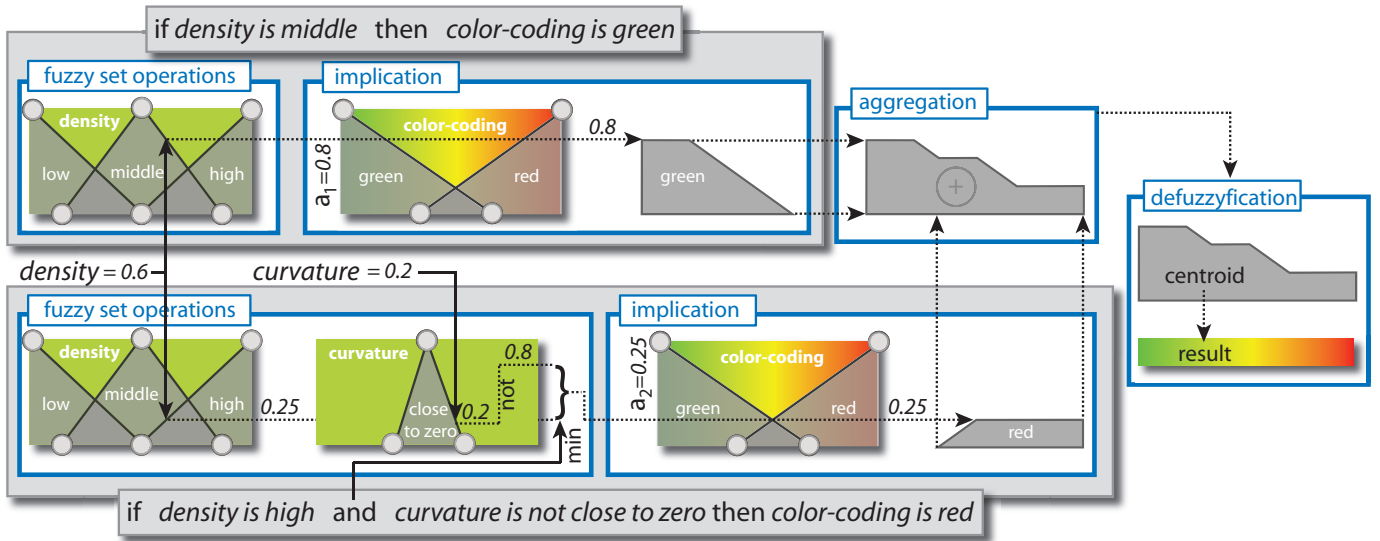 if density is middle then color-coding is green
fuzzy set operations
implication
density
low
middle
high
color-coding
green
red
a1=0.8
0.8
green
aggregation
+
defuzzyfication
centroid
result
density = 0.6
curvature = 0.2
fuzzy set operations
implication
density
low
middle
high
0.25
curvature
close
to zero
0.2
0.8
not
}
min
a2=0.25
color-coding
green
red
0.25
red
if density is high and curvature is not close to zero then color-coding is red